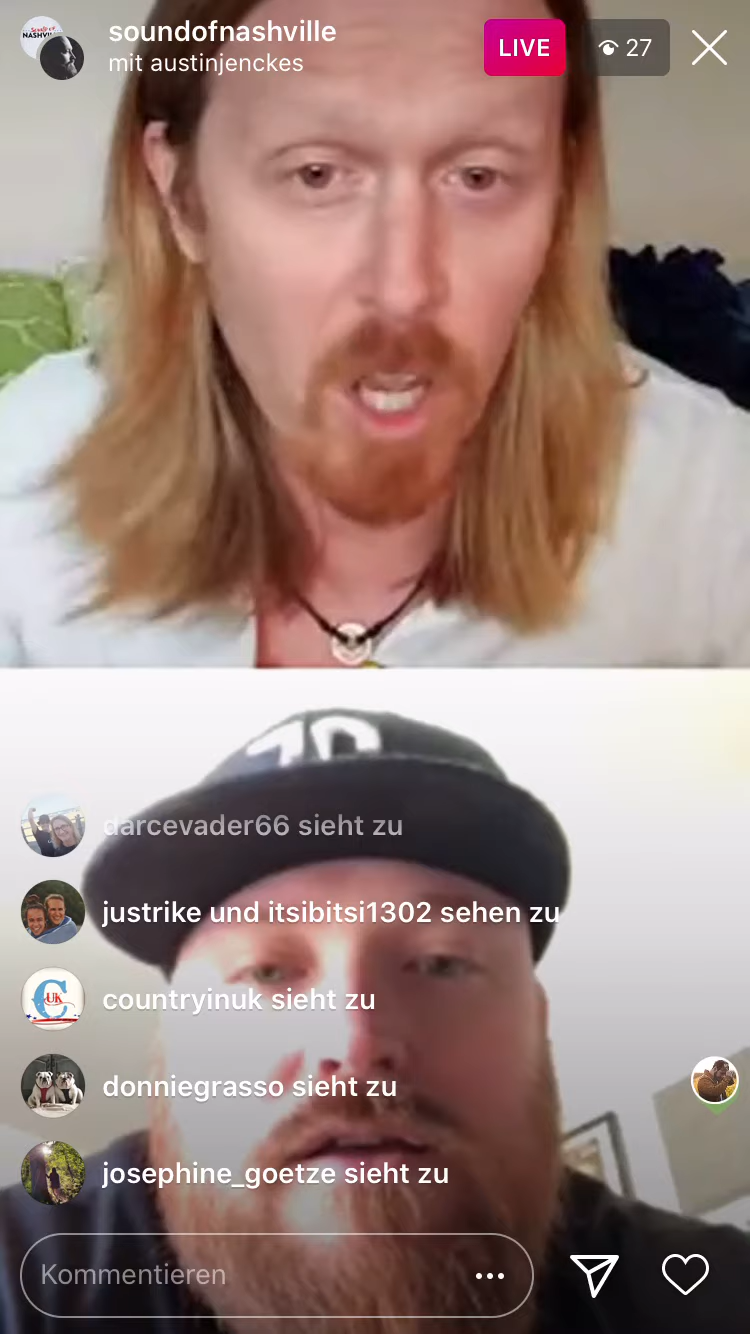 soundofnashville
mit austinjenckes
LIVE
27
darcevader66 sieht zu
justrike und itsibitsi1302 sehen zu
countryinuk sieht zu
UK
donniegrasso sieht zu
josephine_goetze sieht zu
Kommentieren